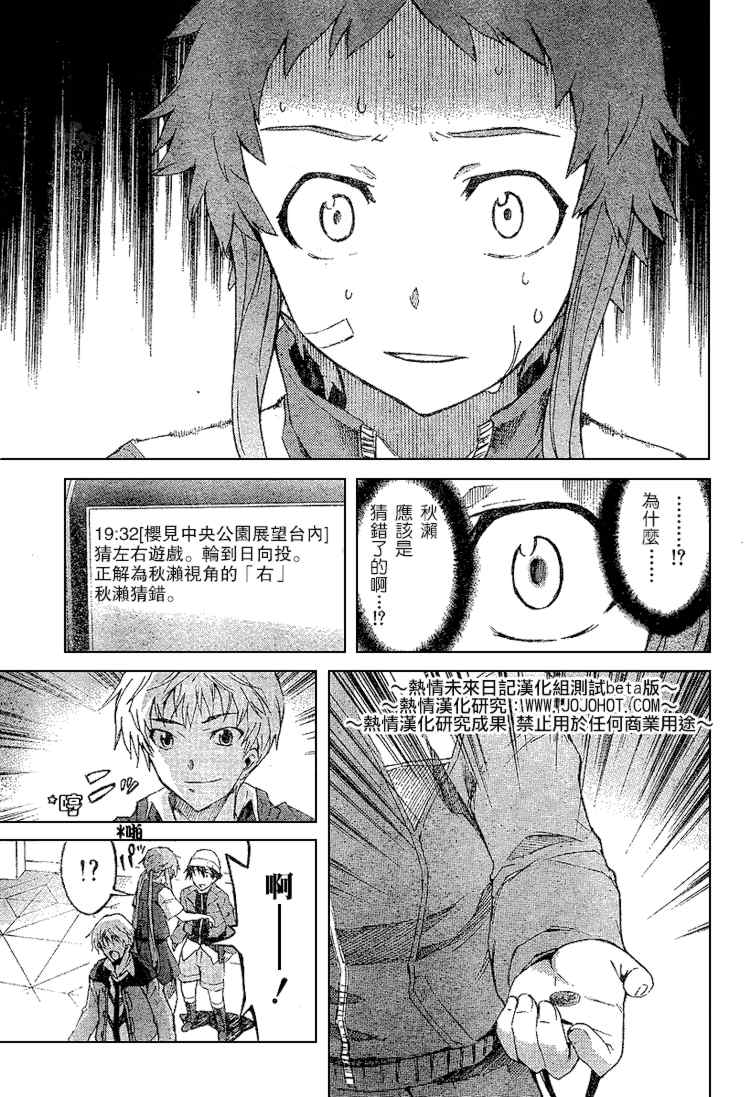 …………!?
為什麼……
秋瀨
應該是
猜錯了的啊…!?
19:32[櫻見中央公園展望台內]
猜左右遊戲。輪到日向投。
正解為秋瀨視角的「右」
秋瀨猜錯。
～熱情未來日記漢化組測試beta版～
～熱情漢化研究:WWW.JOJOHOT.COM～
～熱情漢化研究成果 禁止用於任何商業用途～
啪
パッ
!?
啊——!